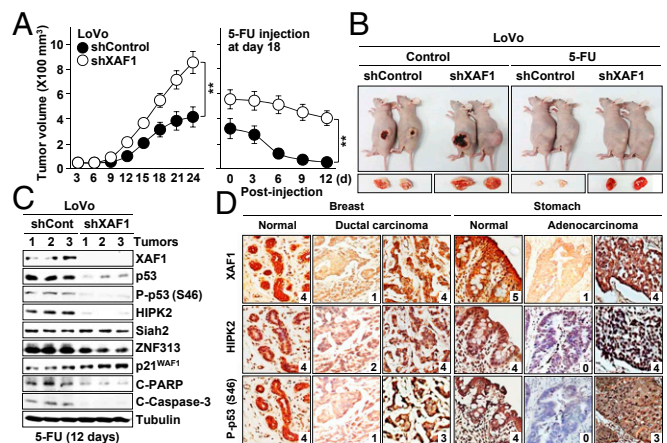 A
LoVo
shControl
shXAF1
5-FU injection
at day 18
Tumor volume (X100 mm³)
10
8
6
4
2
0
**
**
3 6 9 12 15 18 21 24
0 3 6 9 12 (d)
Post-injection
B
LoVo
Control
5-FU
shControl
shXAF1
shControl
shXAF1
C
LoVo
shCont
shXAF1
1 2 3 1 2 3 Tumors
XAF1
p53
P-p53 (S46)
HIPK2
Siah2
ZNF313
p21WAF1
C-PARP
C-Caspase-3
Tubulin
5-FU (12 days)
D
Breast
Stomach
Normal
Ductal carcinoma
Normal
Adenocarcinoma
XAF1
4 1 4 5 1 4
HIPK2
4 2 4 4 0 4
P-p53 (S46)
4 1 3 4 0 3